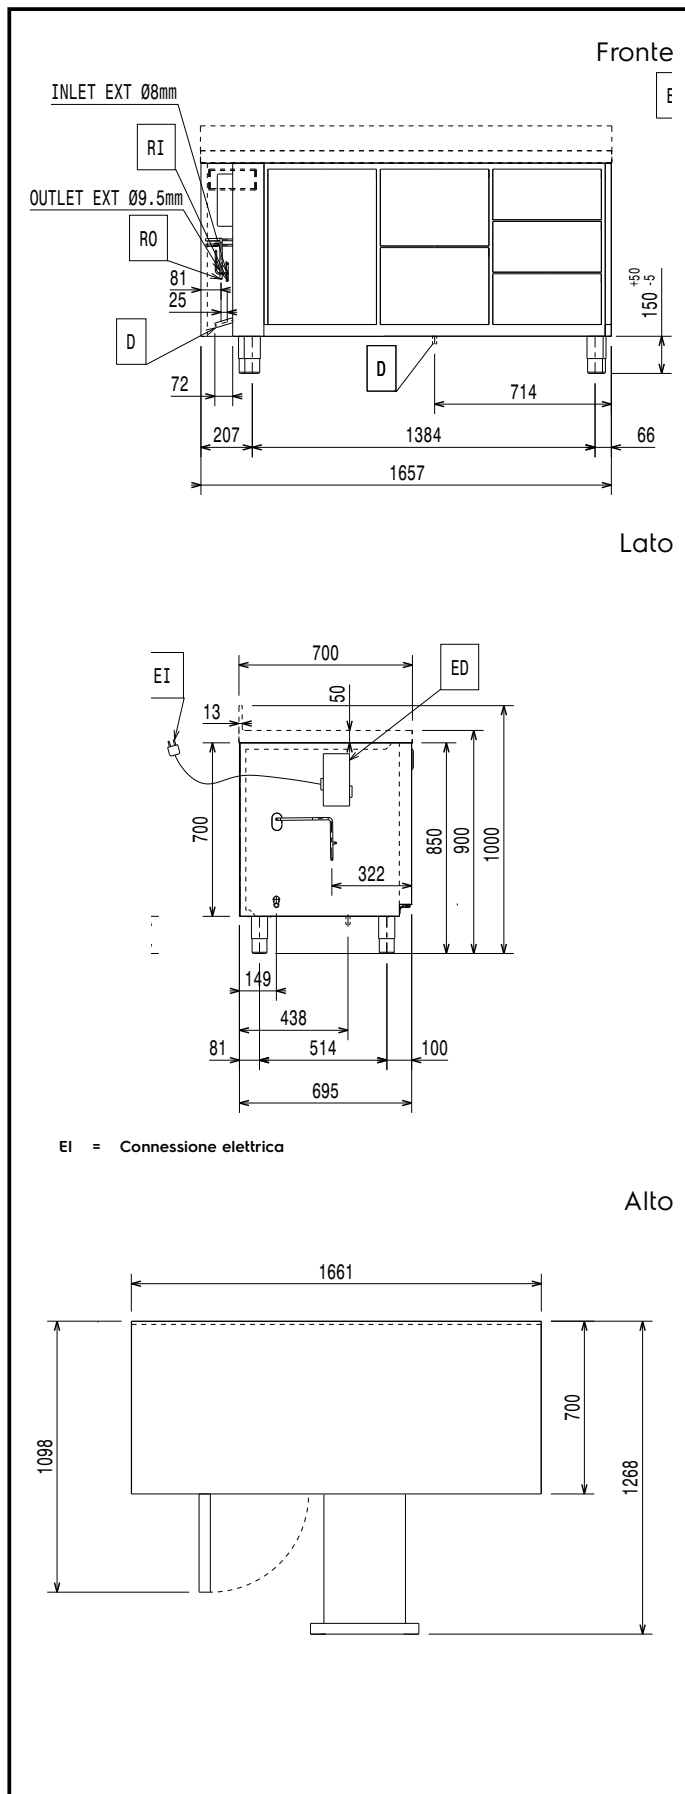 Fronte
INLET EXT Ø8mm
RI
OUTLET EXT Ø9.5mm
RO
81
25
D
D
72
150 +50 -5
714
207
1384
66
1657
Lato
700
EI
ED
50
13
700
850
900
1000
322
149
438
81
514
100
695
EI = Connessione elettrica
Alto
1661
1098
700
1268